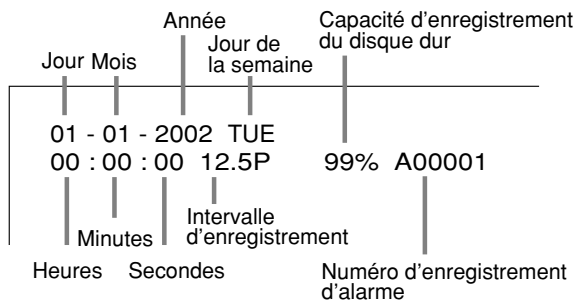 Année
Capacité d'enregistrement
du disque dur
Jour Mois
Jour de
la semaine
01 - 01 - 2002 TUE
00 : 00 : 00 12.5P 99% A00001
Minutes
Intervalle
d'enregistrement
Heures
Secondes
Numéro d'enregistrement
d'alarme